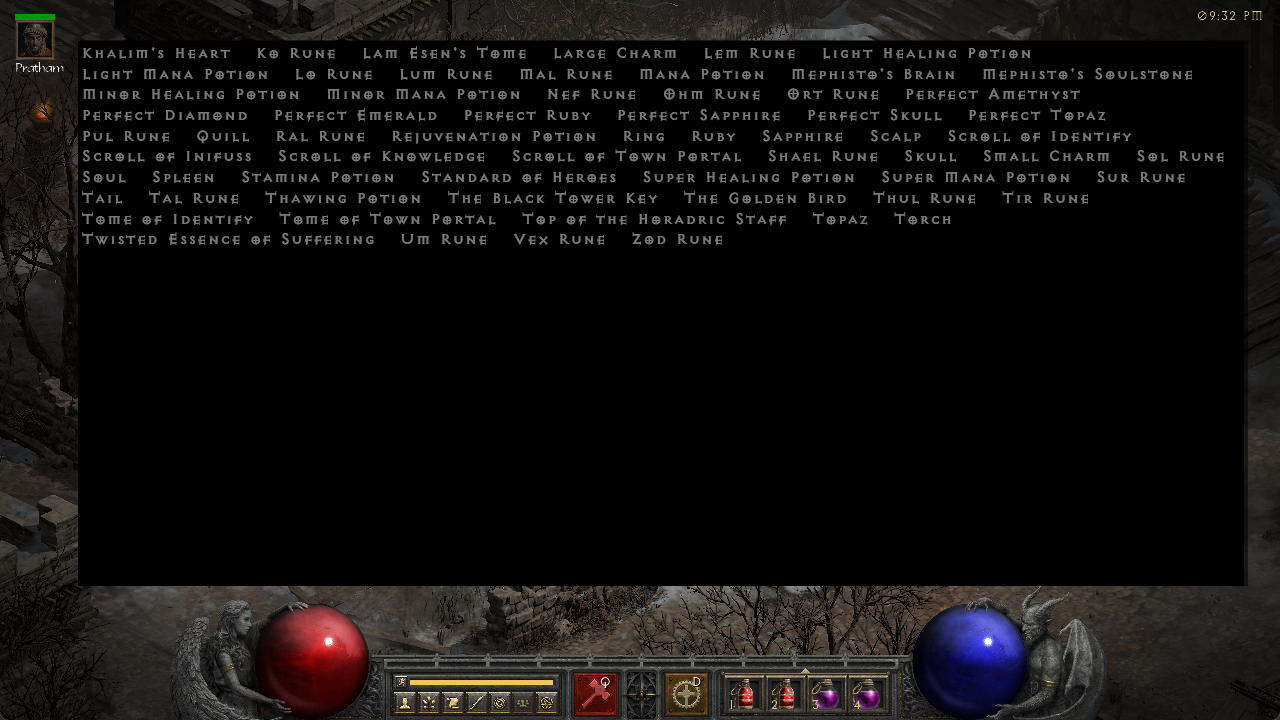 09:32 PM
Pratham
Khalim's Heart Ko Rune Lam Esen's Tome Large Charm Lem Rune Light Healing Potion
Light Mana Potion Lo Rune Lum Rune Mal Rune Mana Potion Mephisto's Brain Mephisto's Soulstone
Minor Healing Potion Minor Mana Potion Nef Rune Ohm Rune Ort Rune Perfect Amethyst
Perfect Diamond Perfect Emerald Perfect Ruby Perfect Sapphire Perfect Skull Perfect Topaz
Pul Rune Quill Ral Rune Rejuvenation Potion Ring Ruby Sapphire Scalp Scroll of Identify
Scroll of Inifuss Scroll of Knowledge Scroll of Town Portal Shael Rune Skull Small Charm Sol Rune
Soul Spleen Stamina Potion Standard of Heroes Super Healing Potion Super Mana Potion Sur Rune
Tail Tal Rune Thawing Potion The Black Tower Key The Golden Bird Thul Rune Tir Rune
Tome of Identify Tome of Town Portal Top of the Horadric Staff Topaz Torch
Twisted Essence of Suffering Um Rune Vex Rune Zod Rune
Q D
1 2 3 4